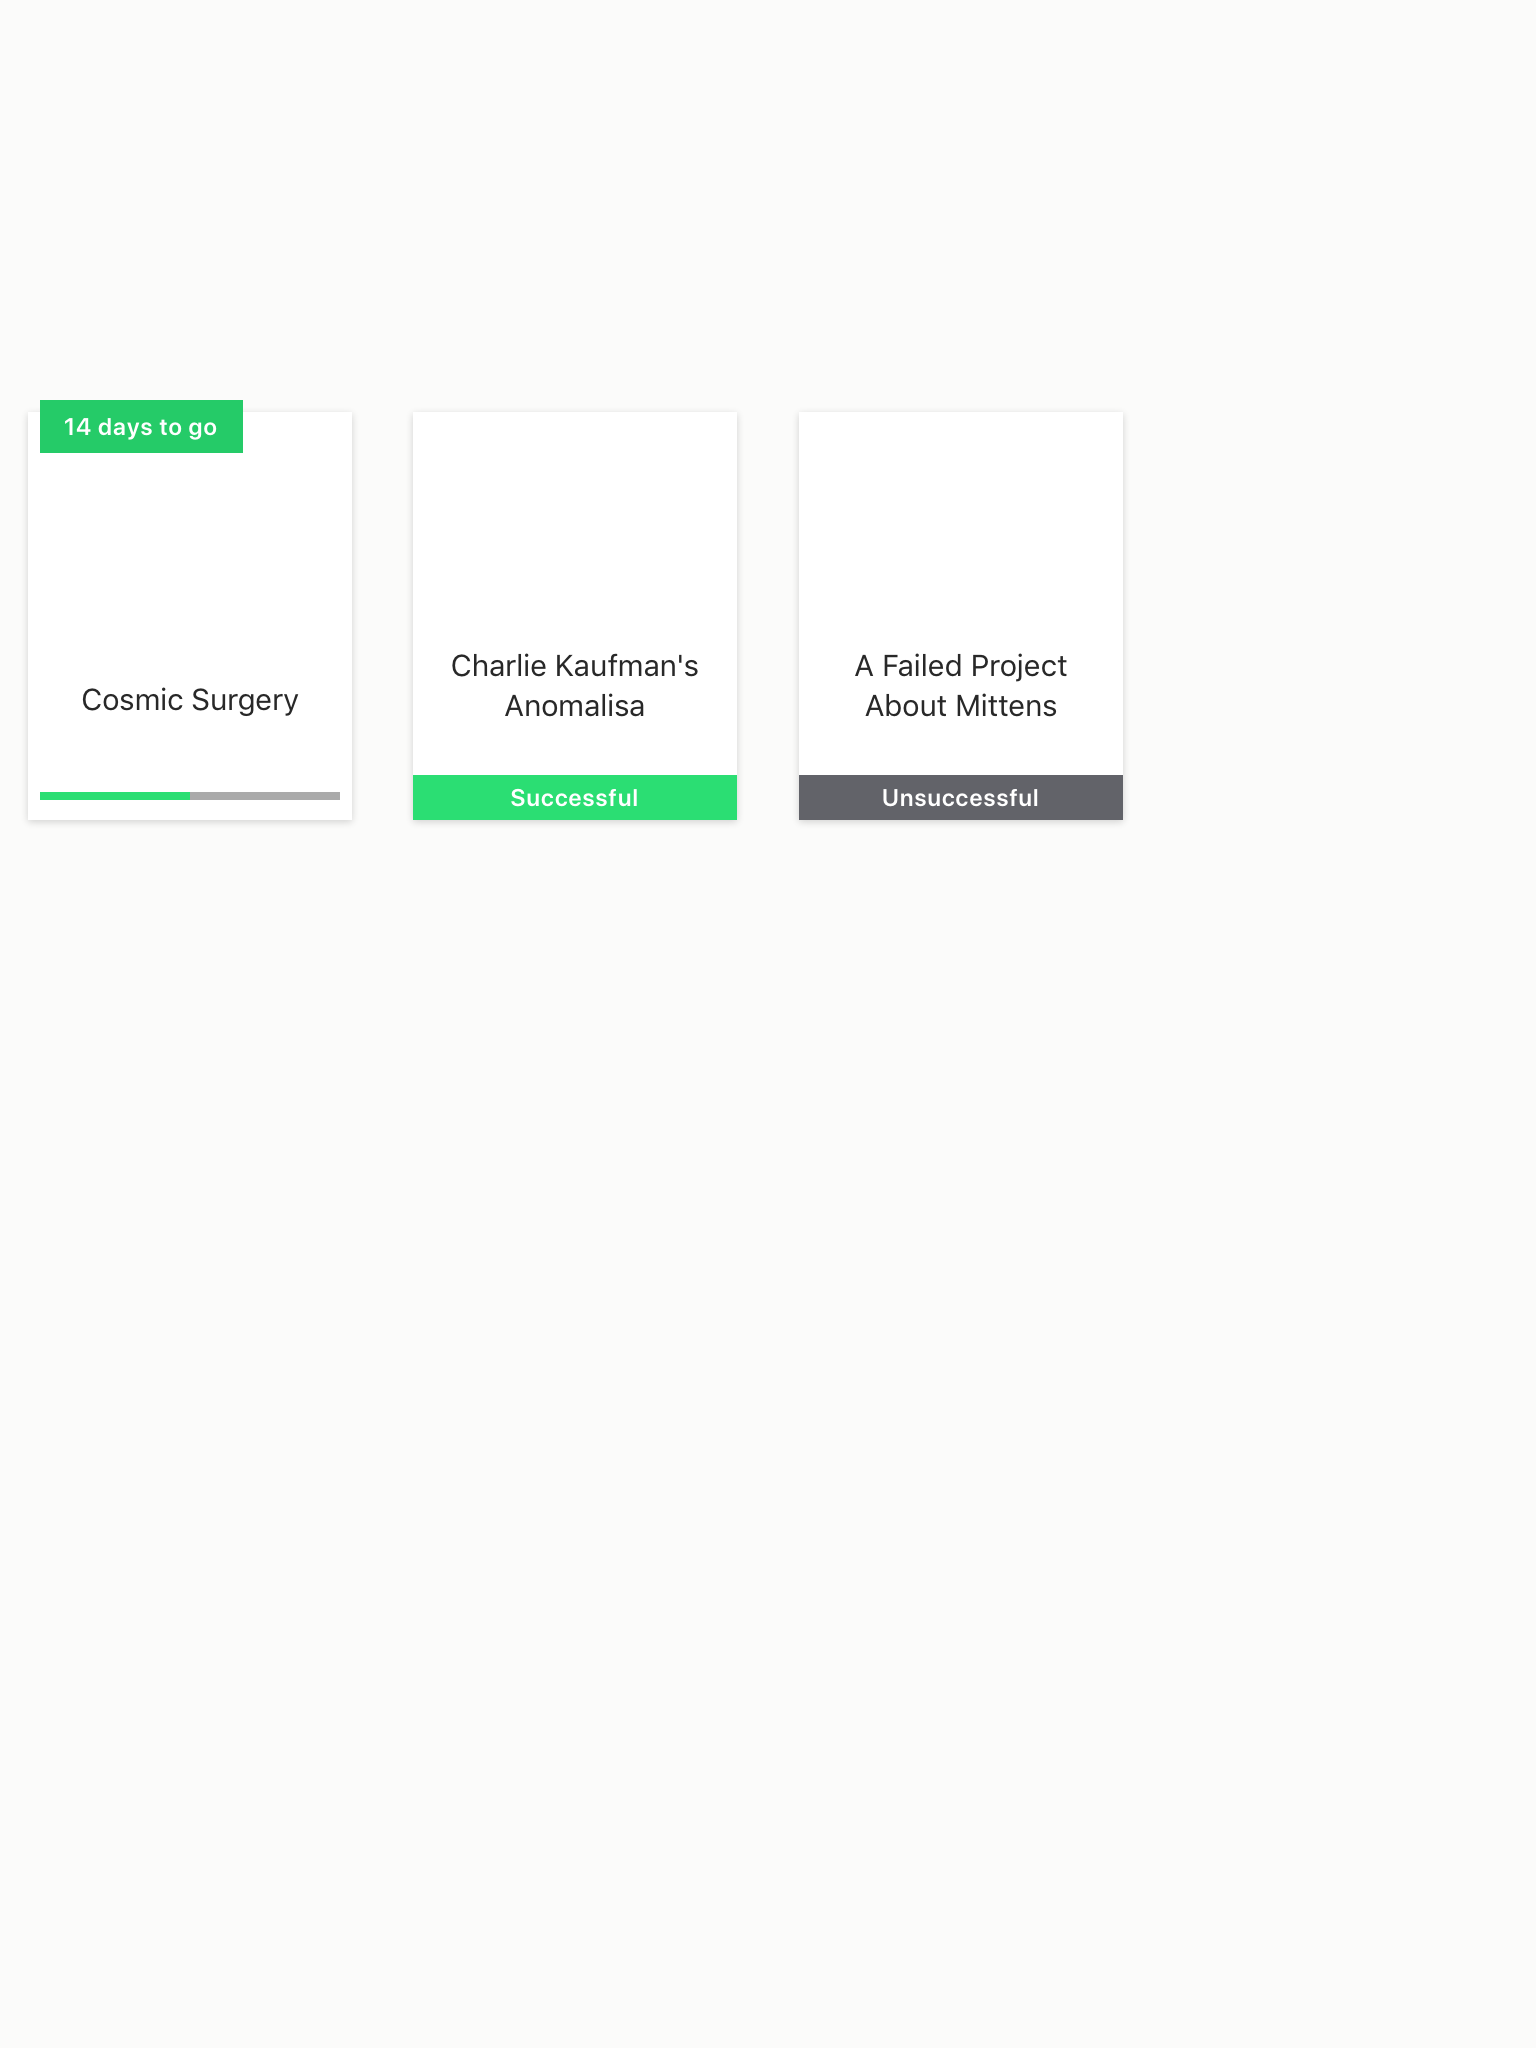 14 days to go
Cosmic Surgery
Charlie Kaufman's
Anomalisa
Successful
A Failed Project
About Mittens
Unsuccessful